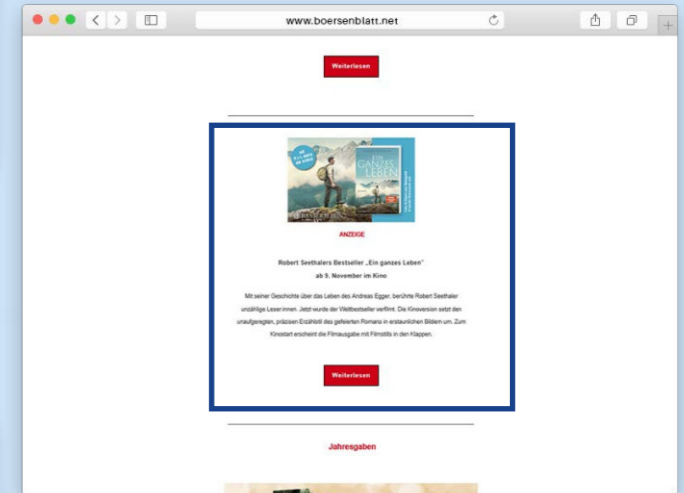 www.boersenblatt.net
Weiterlesen
EIN
GANZES
LEBEN
ANZEIGE
Robert Seethalers Bestseller „Ein ganzes Leben“
ab 9. November im Kino
Mit seiner Geschichte über das Leben des Andreas Egger, berührte Robert Seethaler
unzählige Leser:innen. Jetzt wurde der Weltbestseller verfilmt. Die Kinoversion setzt den
unaufgeregten, präzisen Erzählstil des gefeierten Romans in erstaunlichen Bildern um. Zum
Kinostart erscheint die Filmausgabe mit Filmstills in den Klappen.
Weiterlesen
Jahresgaben